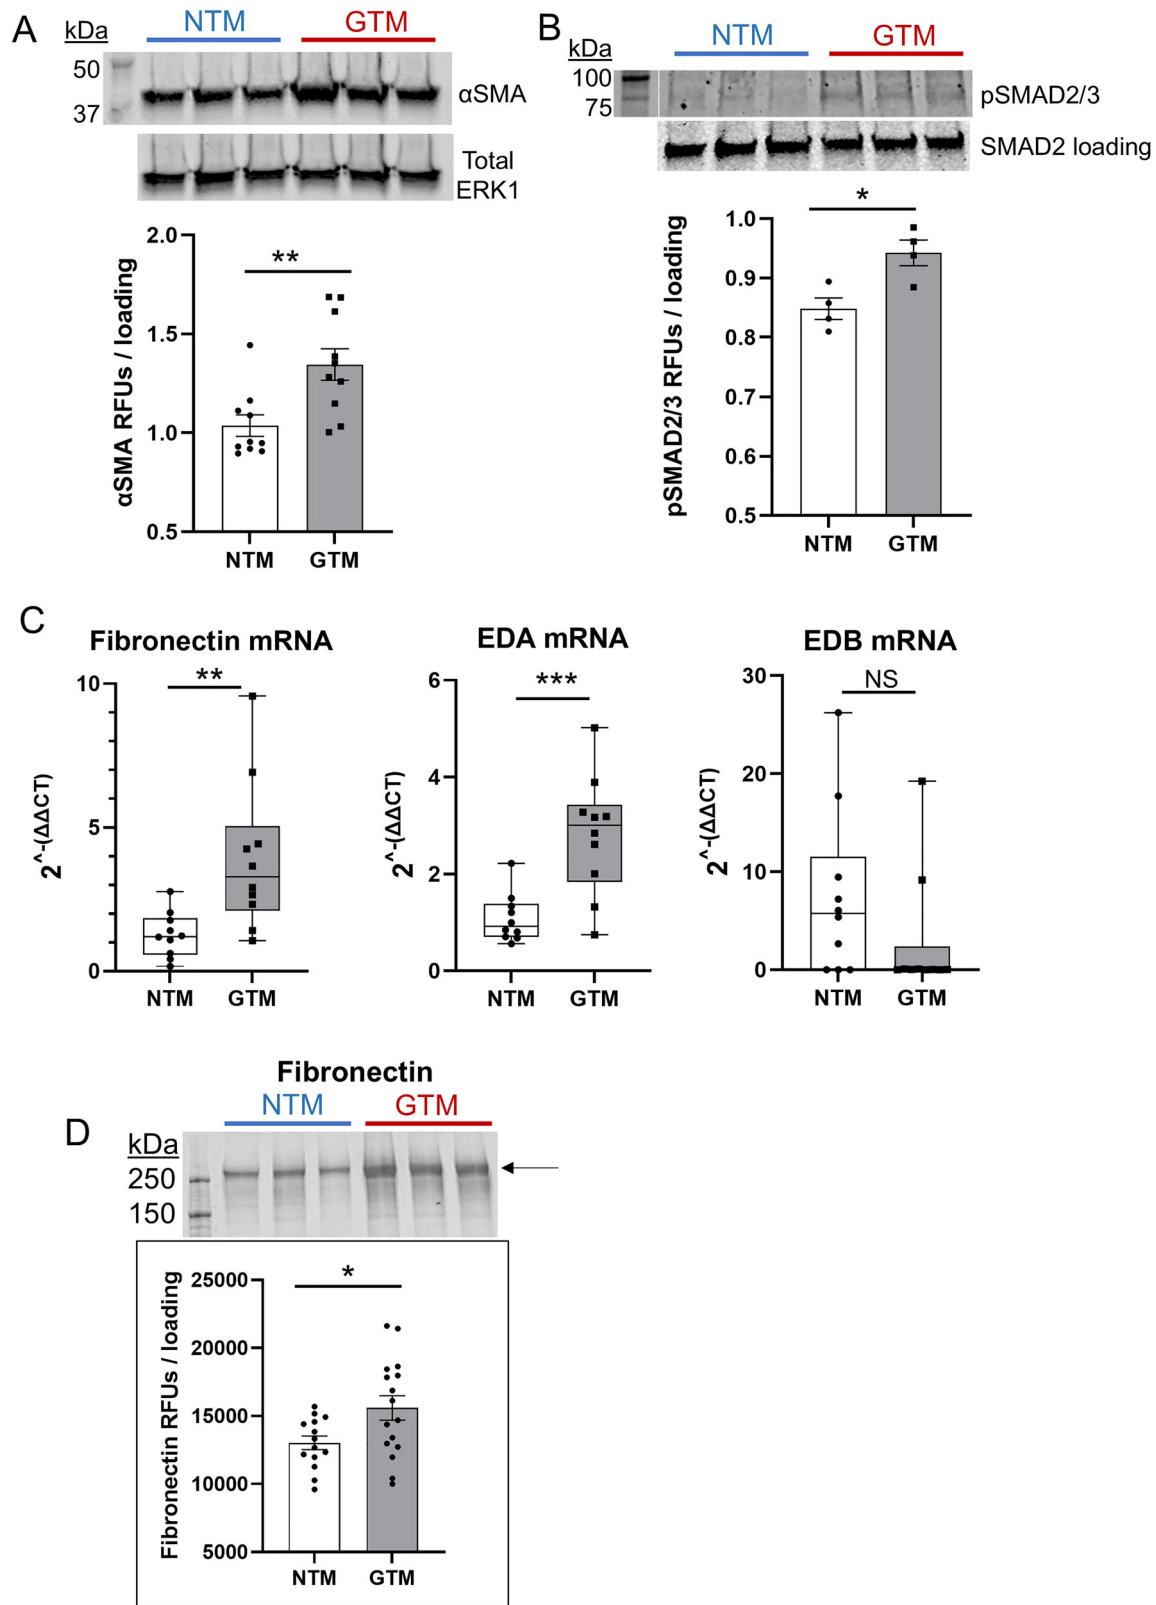 A
kDa
NTM
GTM
50
37
αSMA
Total
ERK1
αSMA RFUs / loading
2.0
1.5
1.0
0.5
**
NTM
GTM
B
kDa
NTM
GTM
100
75
pSMAD2/3
SMAD2 loading
pSMAD2/3 RFUs / loading
1.0
0.9
0.8
0.7
0.6
0.5
*
NTM
GTM
C
Fibronectin mRNA
2^-(ΔΔCT)
10
5
0
**
NTM
GTM
EDA mRNA
2^-(ΔΔCT)
6
4
2
0
***
NTM
GTM
EDB mRNA
2^-(ΔΔCT)
30
20
10
0
NS
NTM
GTM
D
Fibronectin
NTM
GTM
kDa
250
150
Fibronectin RFUs / loading
25000
20000
15000
10000
5000
*
NTM
GTM